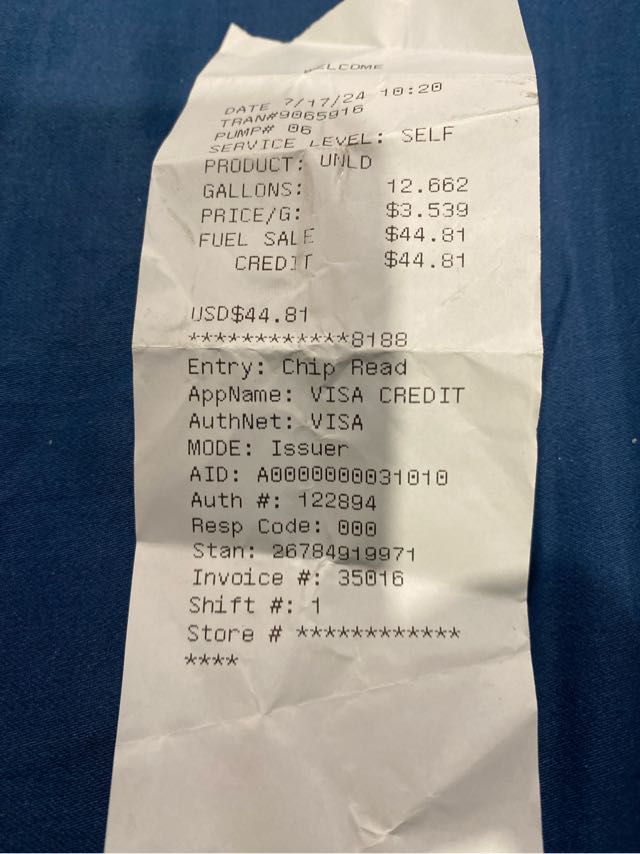 WELCOME
DATE 7/17/24 10:20
TRAN#9065916
PUMP# 06
SERVICE LEVEL: SELF
PRODUCT: UNLD
GALLONS: 12.662
PRICE/G: $3.539
FUEL SALE $44.81
CREDIT $44.81
USD$44.81
************8188
Entry: Chip Read
AppName: VISA CREDIT
AuthNet: VISA
MODE: Issuer
AID: A0000000031010
Auth #: 122894
Resp Code: 000
Stan: 26784919971
Invoice #: 35016
Shift #: 1
Store # ************
****